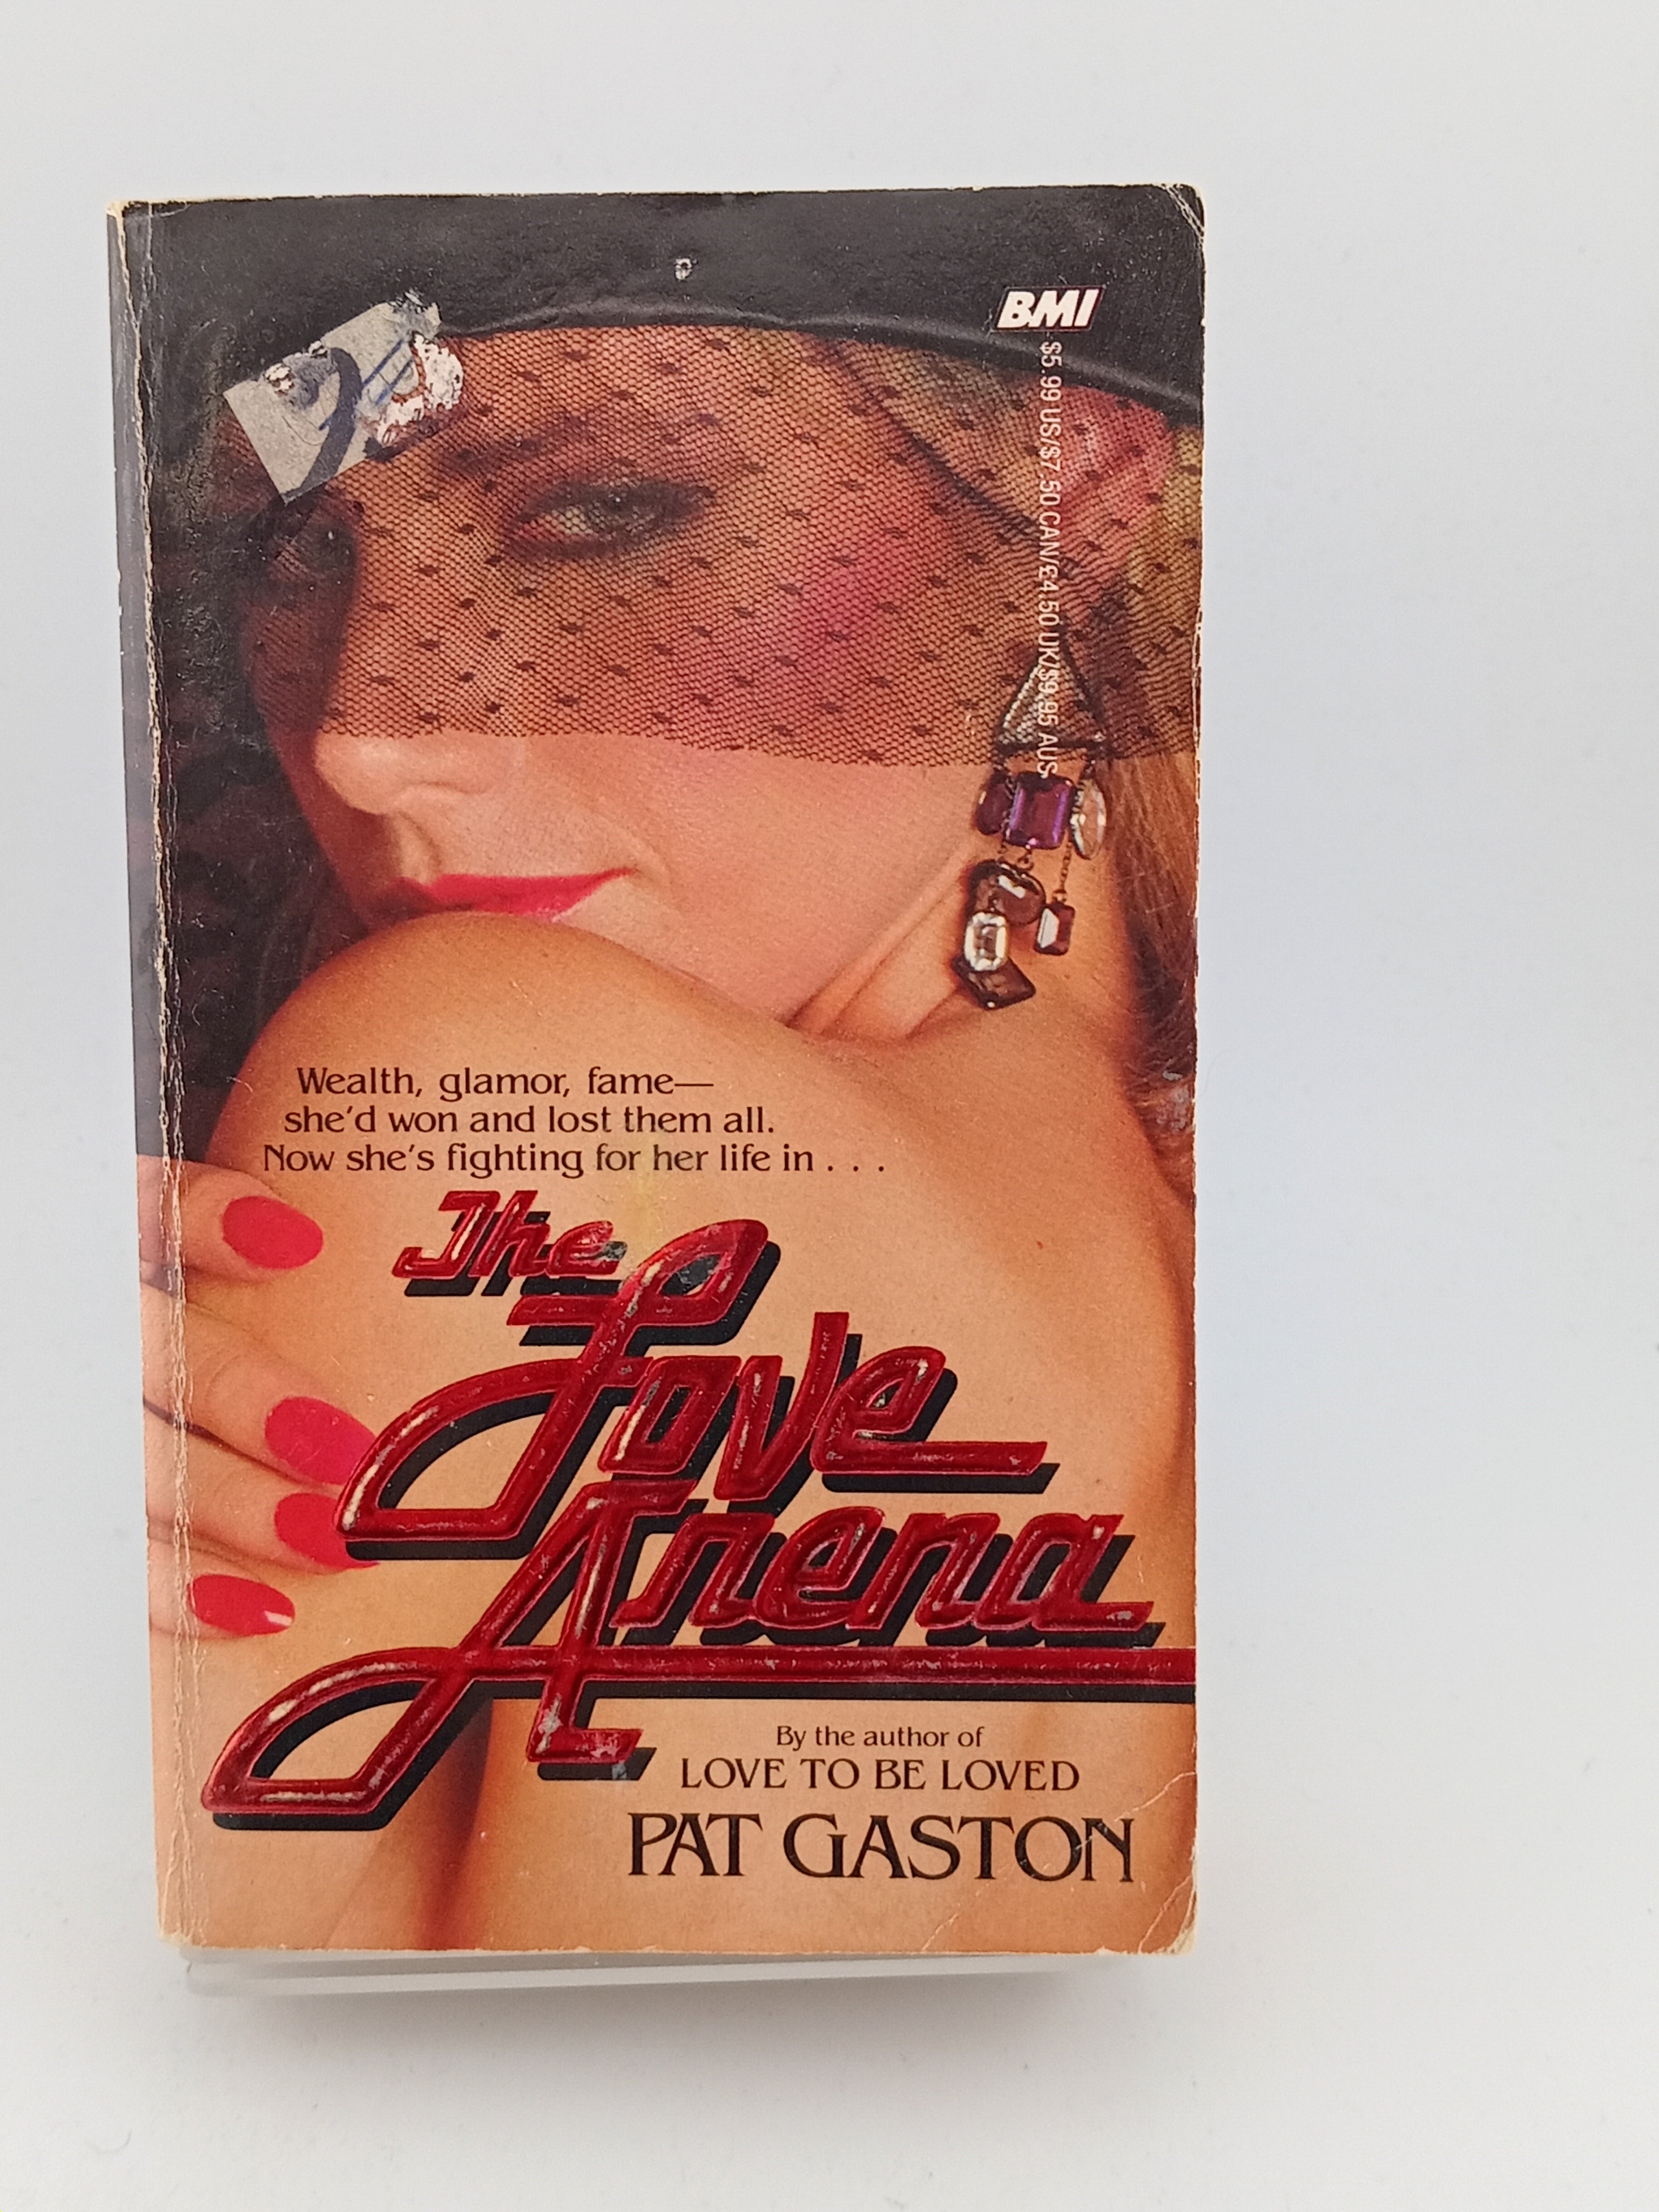 BMI
$5.99 US/$7.50 CAN/£4.50 UK/$9.95 AUS
Wealth, glamor, fame—
she'd won and lost them all.
Now she's fighting for her life in . . .
The
Love
Arena
By the author of
LOVE TO BE LOVED
PAT GASTON